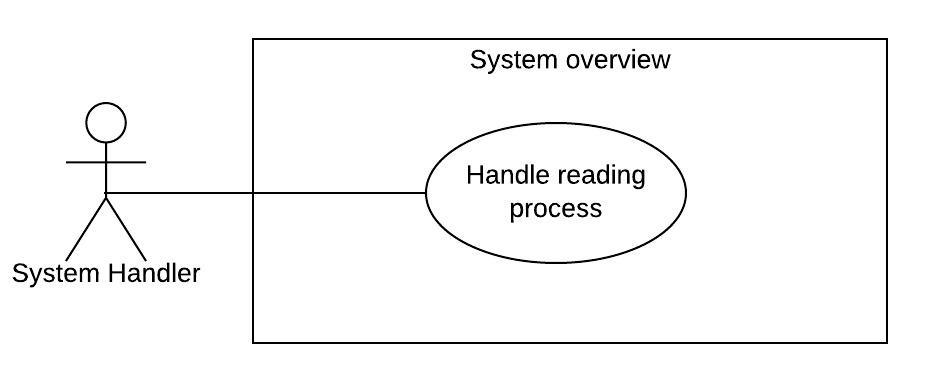 System overview
Handle reading
process
System Handler